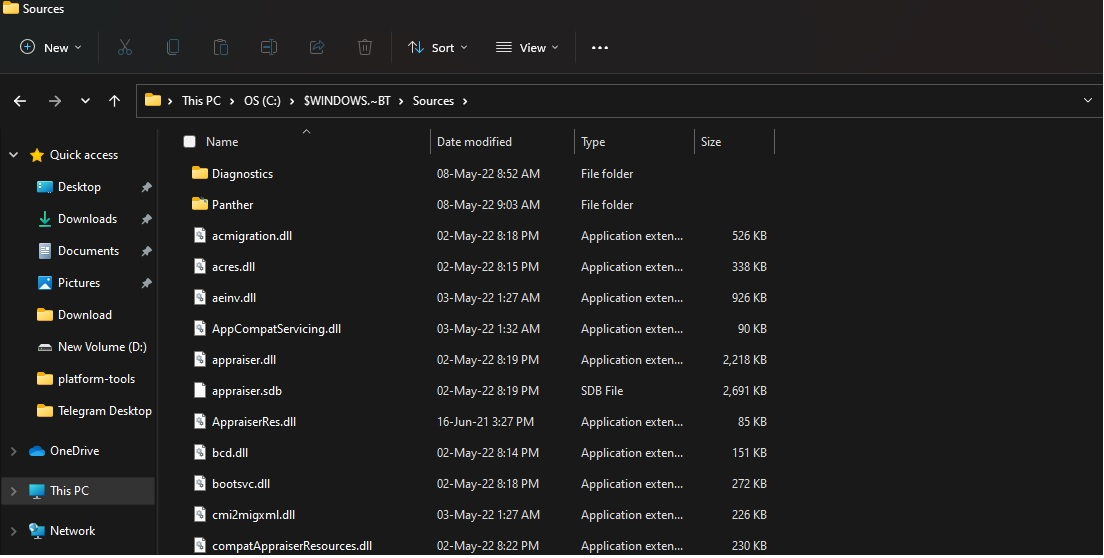 Sources
New Sort View
This PC OS (C:) $WINDOWS.~BT Sources
Name Date modified Type Size
Quick access
Desktop
Downloads
Documents
Pictures
Download
New Volume (D:)
platform-tools
Telegram Desktop
OneDrive
This PC
Network
Diagnostics 08-May-22 8:52 AM File folder
Panther 08-May-22 9:03 AM File folder
acmigration.dll 02-May-22 8:18 PM Application exten... 526 KB
acres.dll 02-May-22 8:15 PM Application exten... 338 KB
aeinv.dll 03-May-22 1:27 AM Application exten... 926 KB
AppCompatServicing.dll 03-May-22 1:32 AM Application exten... 90 KB
appraiser.dll 02-May-22 8:19 PM Application exten... 2,218 KB
appraiser.sdb 02-May-22 8:19 PM SDB File 2,691 KB
AppraiserRes.dll 16-Jun-21 3:27 PM Application exten... 85 KB
bcd.dll 02-May-22 8:14 PM Application exten... 151 KB
bootsvc.dll 02-May-22 8:18 PM Application exten... 272 KB
cmi2migxml.dll 03-May-22 1:27 AM Application exten... 226 KB
compatAppraiserResources.dll 02-May-22 8:22 PM Application exten... 230 KB